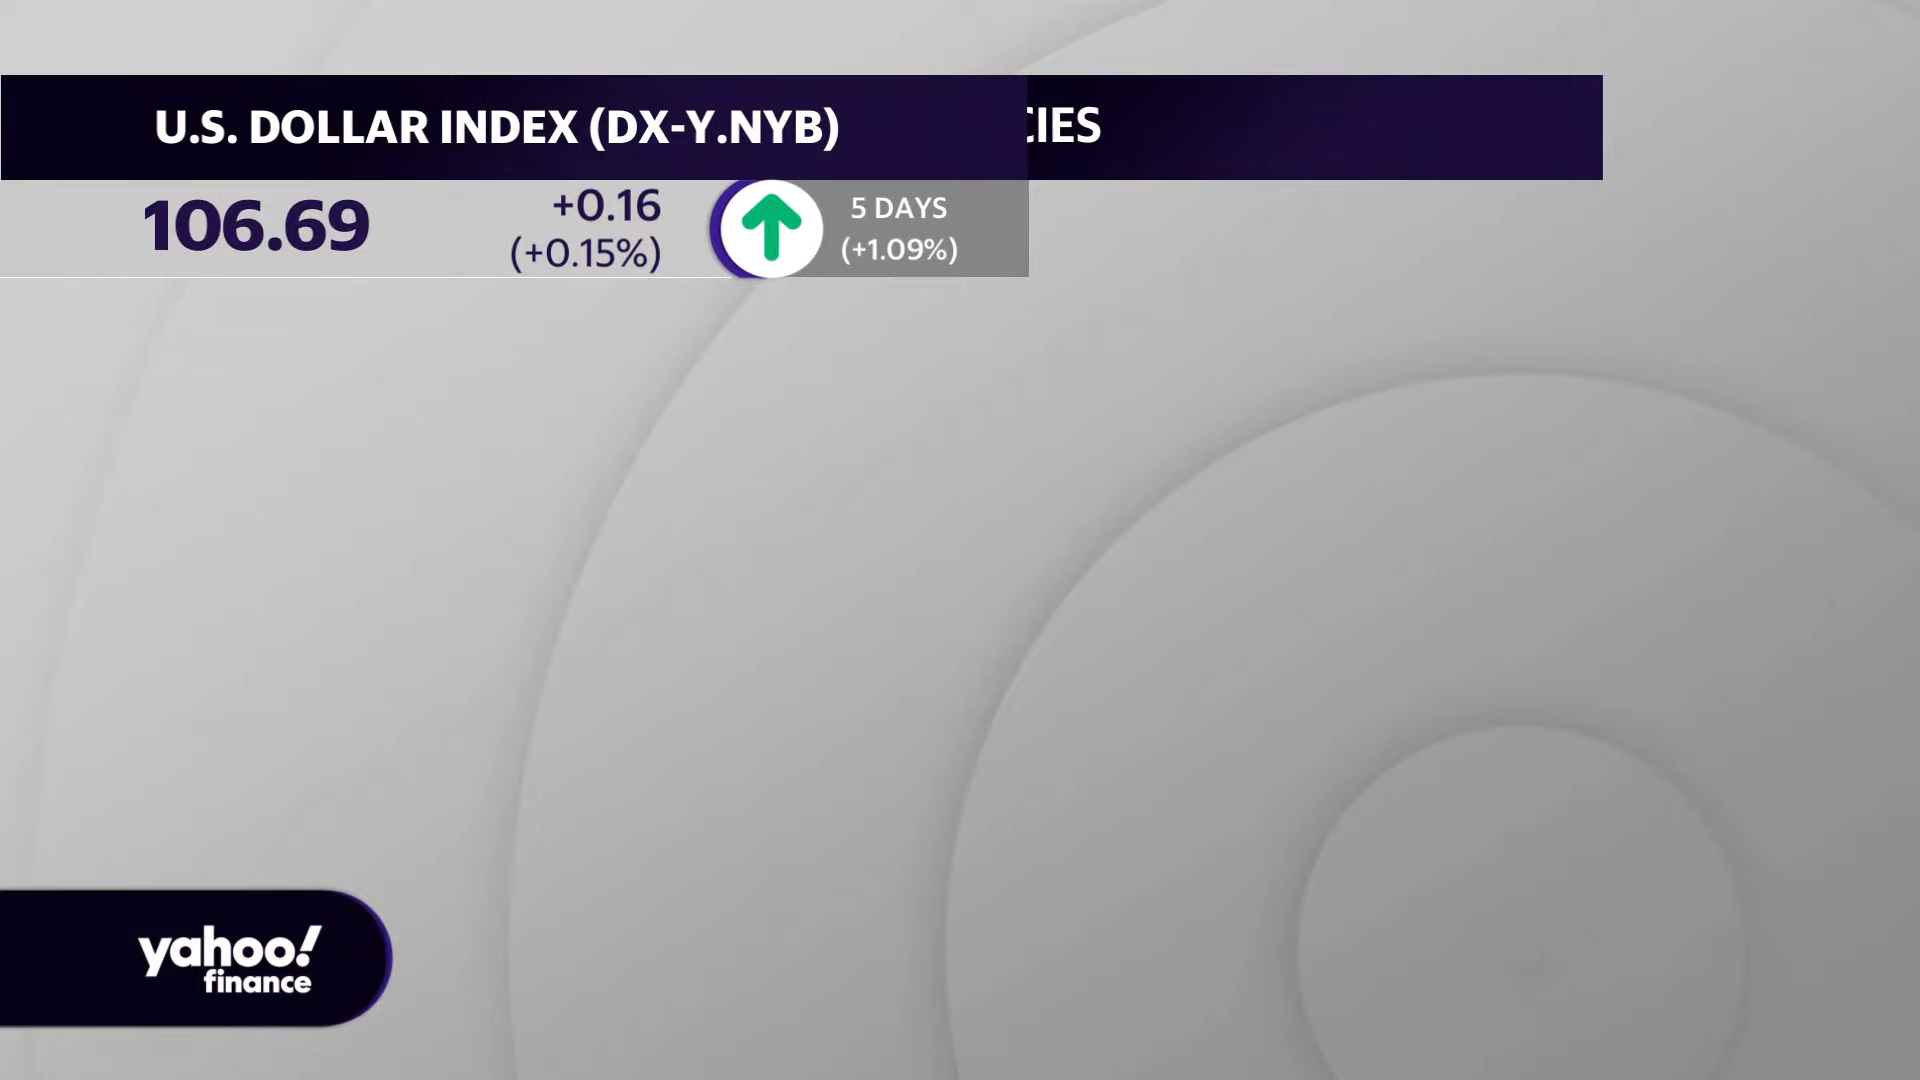 U.S. DOLLAR INDEX (DX-Y.NYB)
CIES
106.69
+0.16
(+0.15%)
5 DAYS
(+1.09%)
yahoo!
finance